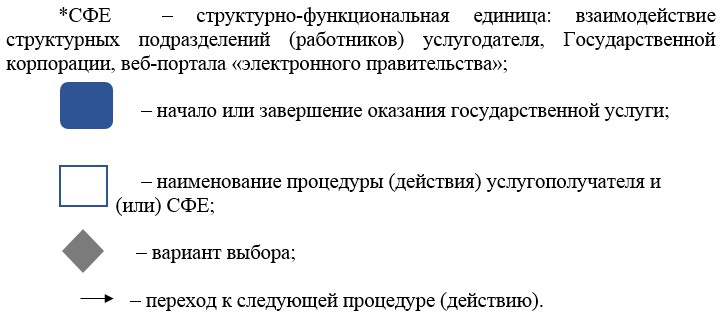 *СФЕ – структурно-функциональная единица: взаимодействие
структурных подразделений (работников) услугодателя, Государственной
корпорации, веб-портала «электронного правительства»;
– начало или завершение оказания государственной услуги;
– наименование процедуры (действия) услугополучателя и
(или) СФЕ;
– вариант выбора;
– переход к следующей процедуре (действию).